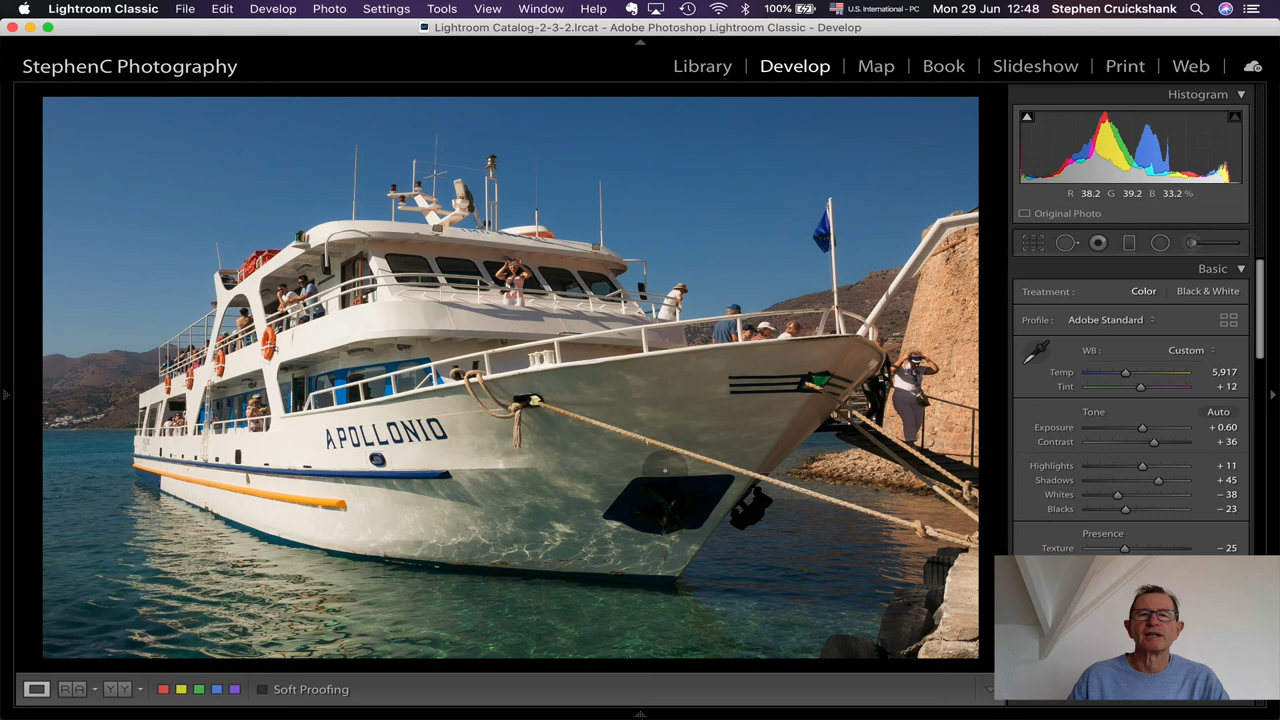 Lightroom Classic File Edit Develop Photo Settings Tools View Window Help 100% U.S. International - PC Mon 29 Jun 12:48 Stephen Cruickshank
Lightroom Catalog-2-3-2.lrcat - Adobe Photoshop Lightroom Classic - Develop
StephenC Photography
Library | Develop | Map | Book | Slideshow | Print | Web
Histogram
R 38.2 G 39.2 B 33.2 %
Original Photo
Basic
Treatment : Color Black & White
Profile : Adobe Standard
WB : Custom
Temp 5,917
Tint + 12
Tone Auto
Exposure + 0.60
Contrast + 36
Highlights + 11
Shadows + 45
Whites - 38
Blacks - 23
Presence
Texture - 25
APOLLONIO
R A Y Y Soft Proofing